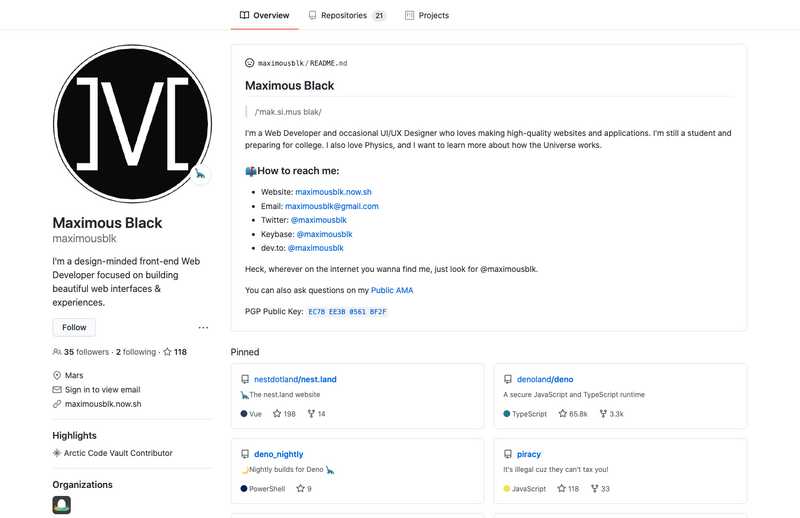 Overview
Repositories 21
Projects
]M[
Maximous Black
maximousblk
I'm a design-minded front-end Web
Developer focused on building
beautiful web interfaces &
experiences.
Follow
35 followers · 2 following · 118
Mars
Sign in to view email
maximousblk.now.sh
Highlights
Arctic Code Vault Contributor
Organizations
maximousblk/README.md
Maximous Black
/'mak.si.mus blak/
I'm a Web Developer and occasional UI/UX Designer who loves making high-quality websites and applications. I'm still a student and
preparing for college. I also love Physics, and I want to learn more about how the Universe works.
📫How to reach me:
• Website: maximousblk.now.sh
• Email: maximousblk@gmail.com
• Twitter: @maximousblk
• Keybase: @maximousblk
• dev.to: @maximousblk
Heck, wherever on the internet you wanna find me, just look for @maximousblk.
You can also ask questions on my Public AMA
PGP Public Key: EC7B EE3B 0561 BF2F
Pinned
nestdotland/nest.land
🦕The nest.land website
Vue 198 14
denoland/deno
A secure JavaScript and TypeScript runtime
TypeScript 65.8k 3.3k
deno_nightly
🌙Nightly builds for Deno 🦕
PowerShell 9
piracy
It's illegal cuz they can't tax you!
JavaScript 118 33